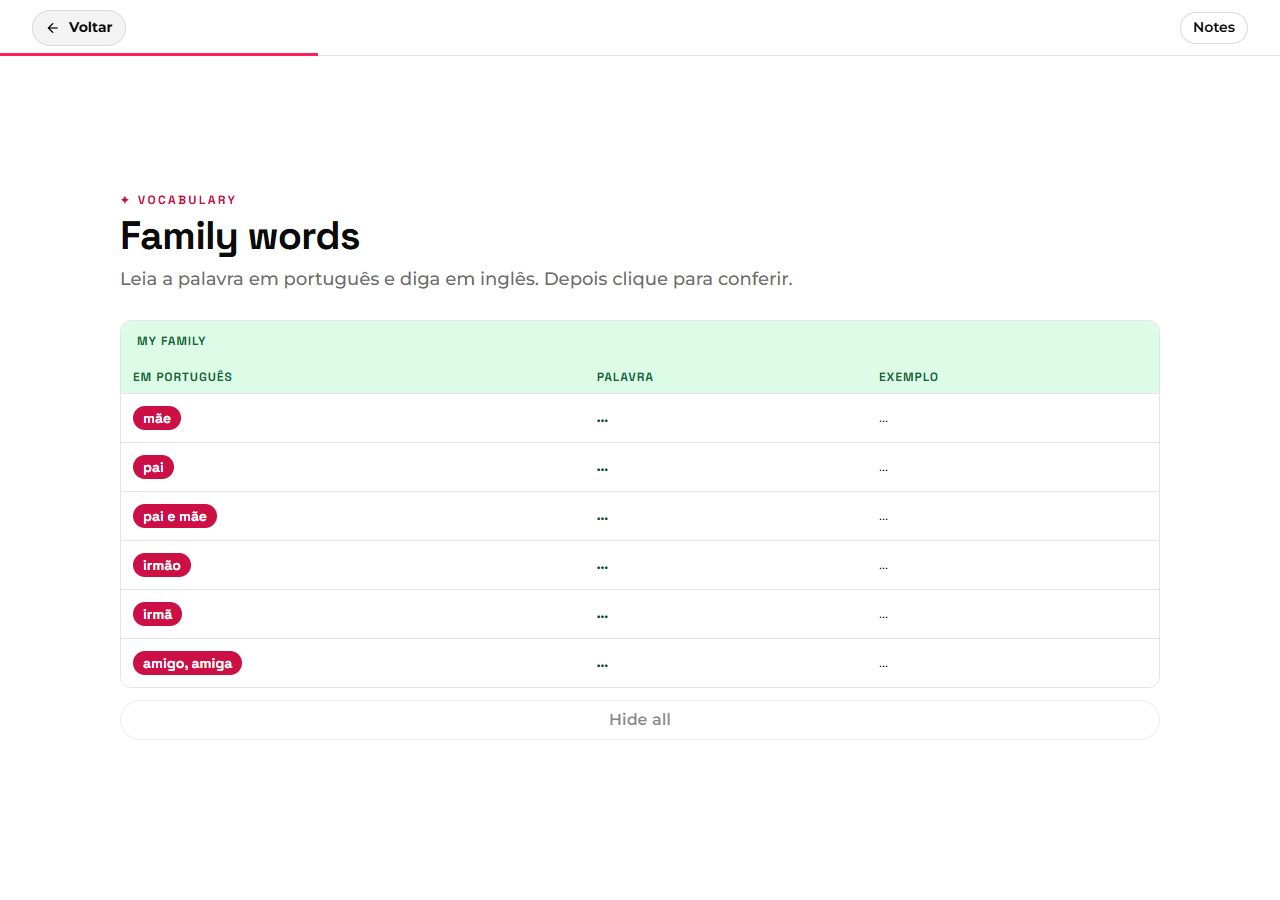 ← Voltar
Notes
✦ VOCABULARY
Family words
Leia a palavra em português e diga em inglês. Depois clique para conferir.
MY FAMILY
EM PORTUGUÊS PALAVRA EXEMPLO
mãe ... ...
pai ... ...
pai e mãe ... ...
irmão ... ...
irmã ... ...
amigo, amiga ... ...
Hide all